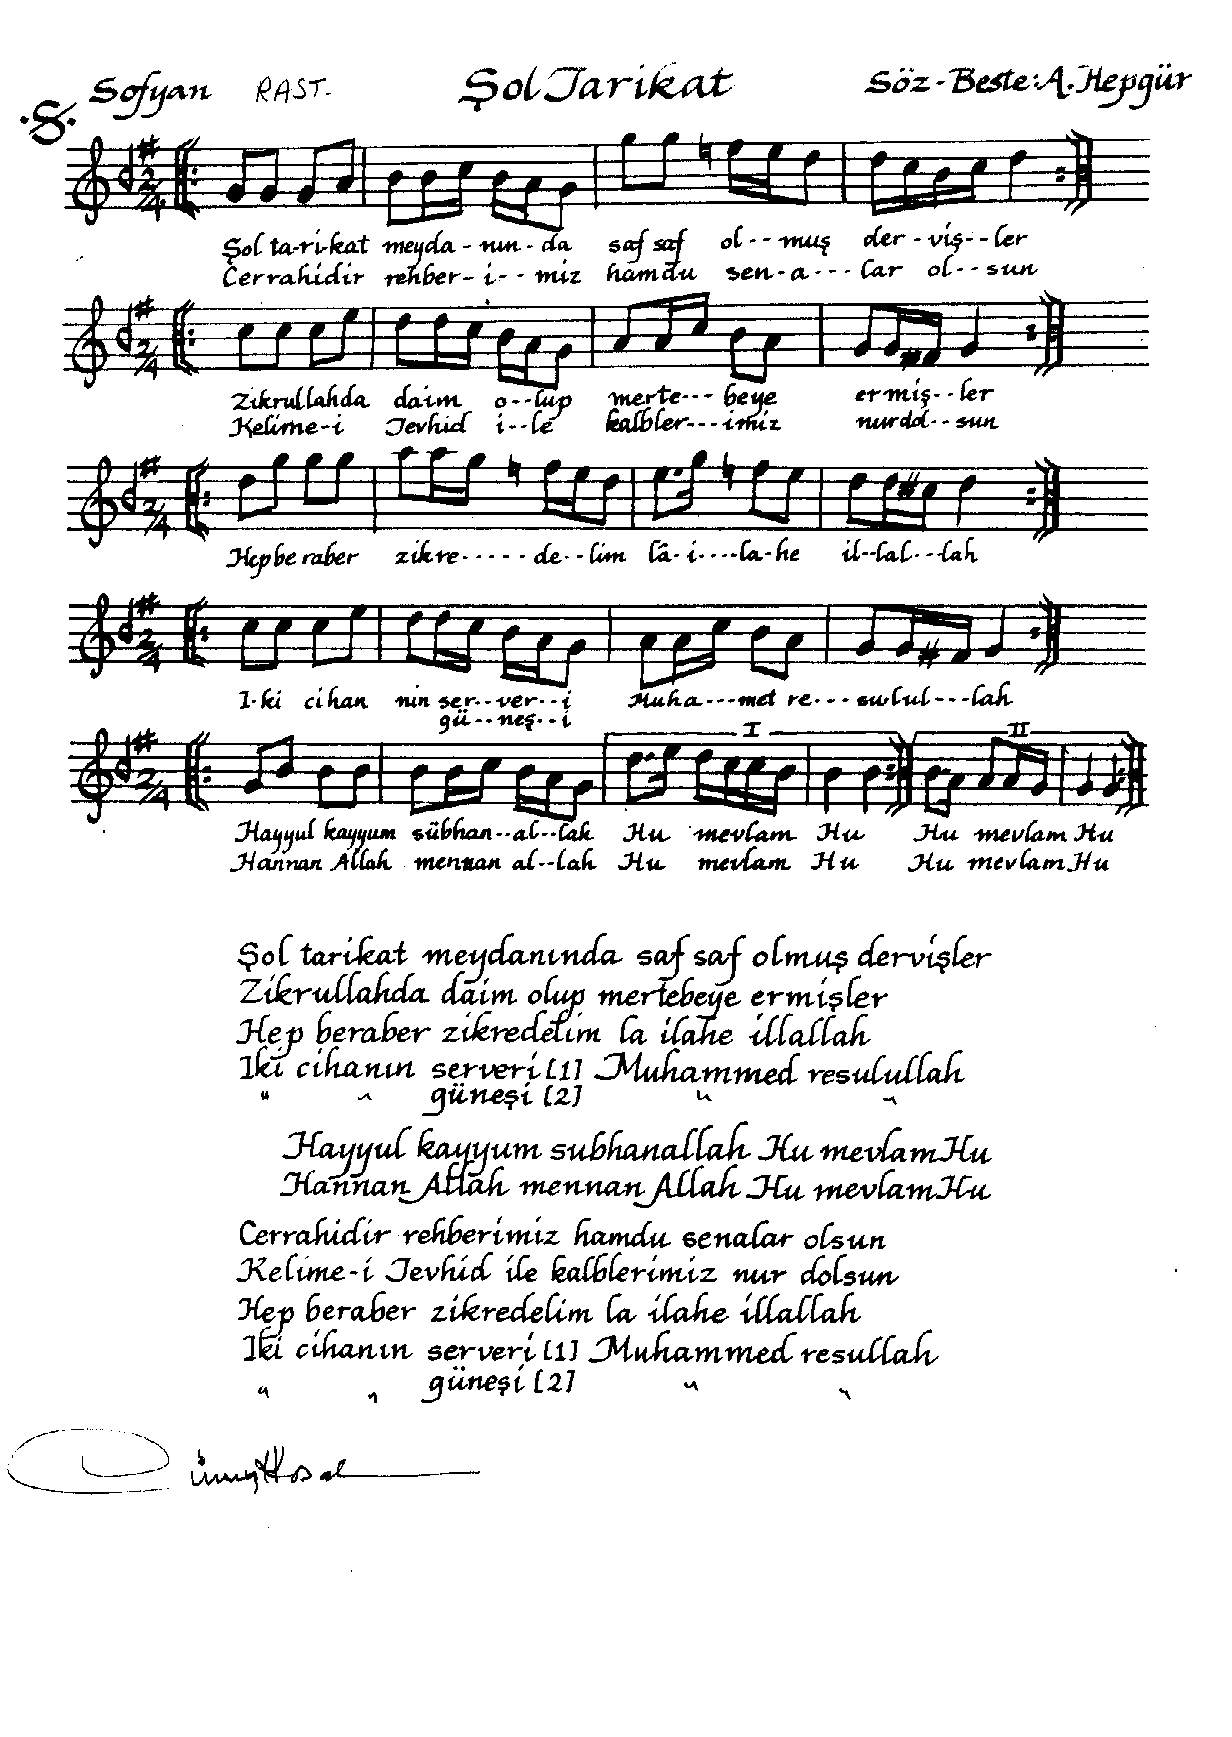 Sofyan RAST. Şol Tarikat Söz-Beste: A. Hepgür
.S.
Şol ta-ri-kat meyda-nın-da saf saf ol--muş der-viş--ler
Cerrahidir rehber-i--miz hamdu sen-a---lar ol--sun
Zikrullahda daim o--lup merte---beye ermiş--ler
Kelime-i Tevhid i--le kalbler---imiz nurdol--sun
Hep be raber zikre-----de--lim lâ-i----la-he il--lal--lah
I-ki cihan nin ser--ver--i Muha---met re---sulul---lah
gü--neş--i
I II
Hayyul kayyum sübhan--al--lah Hu mevlam Hu Hu mevlam Hu
Hannan Allah mennan al--lah Hu mevlam Hu Hu mevlam Hu
Şol tarikat meydanında saf saf olmuş dervişler
Zikrullahda daim olup mertebeye ermişler
Hep beraber zikredelim la ilahe illallah
Iki cihanın serveri [1] Muhammed resulullah
" " güneşi [2] " "
Hayyul kayyum subhanallah Hu mevlam Hu
Hannan Allah mennan Allah Hu mevlam Hu
Cerrahidir rehberimiz hamdu senalar olsun
Kelime-i Tevhid ile kalblerimiz nur dolsun
Hep beraber zikredelim la ilahe illallah
Iki cihanın serveri [1] Muhammed resullah
" " güneşi [2] " "